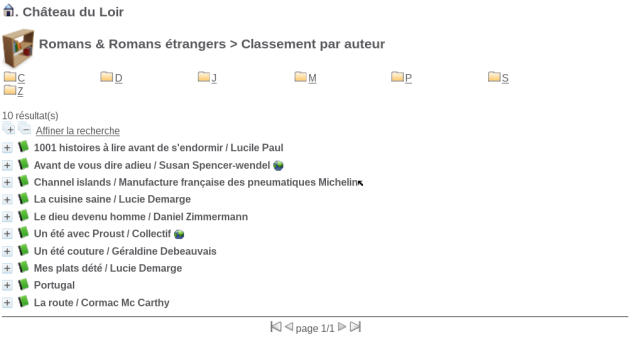 . Château du Loir
Romans & Romans étrangers > Classement par auteur
C D J M P S
Z
10 résultat(s)
Affiner la recherche
1001 histoires à lire avant de s'endormir / Lucile Paul
Avant de vous dire adieu / Susan Spencer-wendel
Channel islands / Manufacture française des pneumatiques Michelin
La cuisine saine / Lucie Demarge
Le dieu devenu homme / Daniel Zimmermann
Un été avec Proust / Collectif
Un été couture / Géraldine Debeauvais
Mes plats dété / Lucie Demarge
Portugal
La route / Cormac Mc Carthy
page 1/1